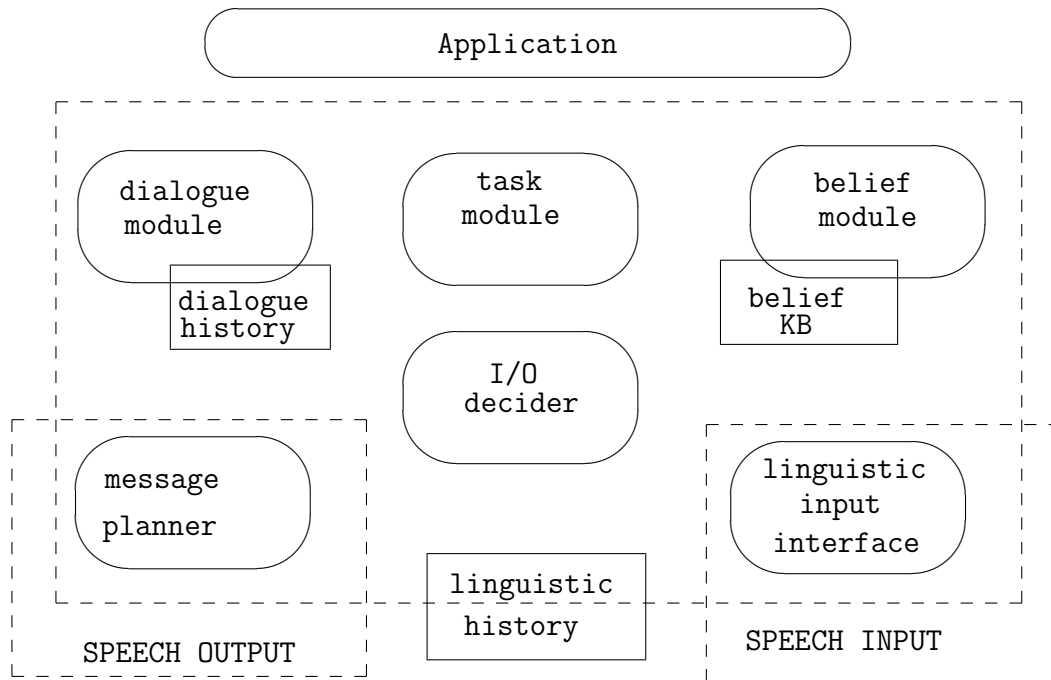 Application
dialogue
module
task
module
belief
module
dialogue
history
belief
KB
I/O
decider
message
planner
linguistic
input
interface
linguistic
history
SPEECH OUTPUT
SPEECH INPUT